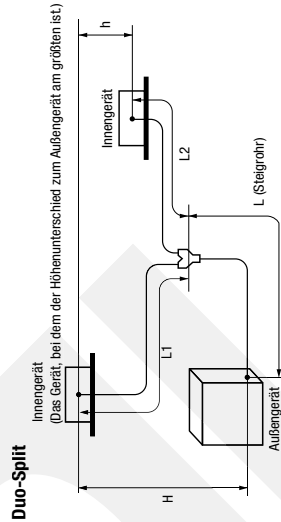 Duo-Split
Innengerät
(Das Gerät, bei dem der Höhenunterschied zum Außengerät am größten ist.)
h
Innengerät
L1
L2
H
L (Steigrohr)
Außengerät